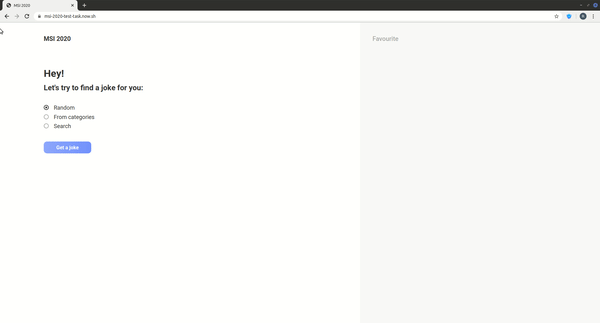 MSI 2020
msi-2020-test-task.now.sh
MSI 2020
Favourite
Hey!
Let's try to find a joke for you:
Random
From categories
Search
Get a joke